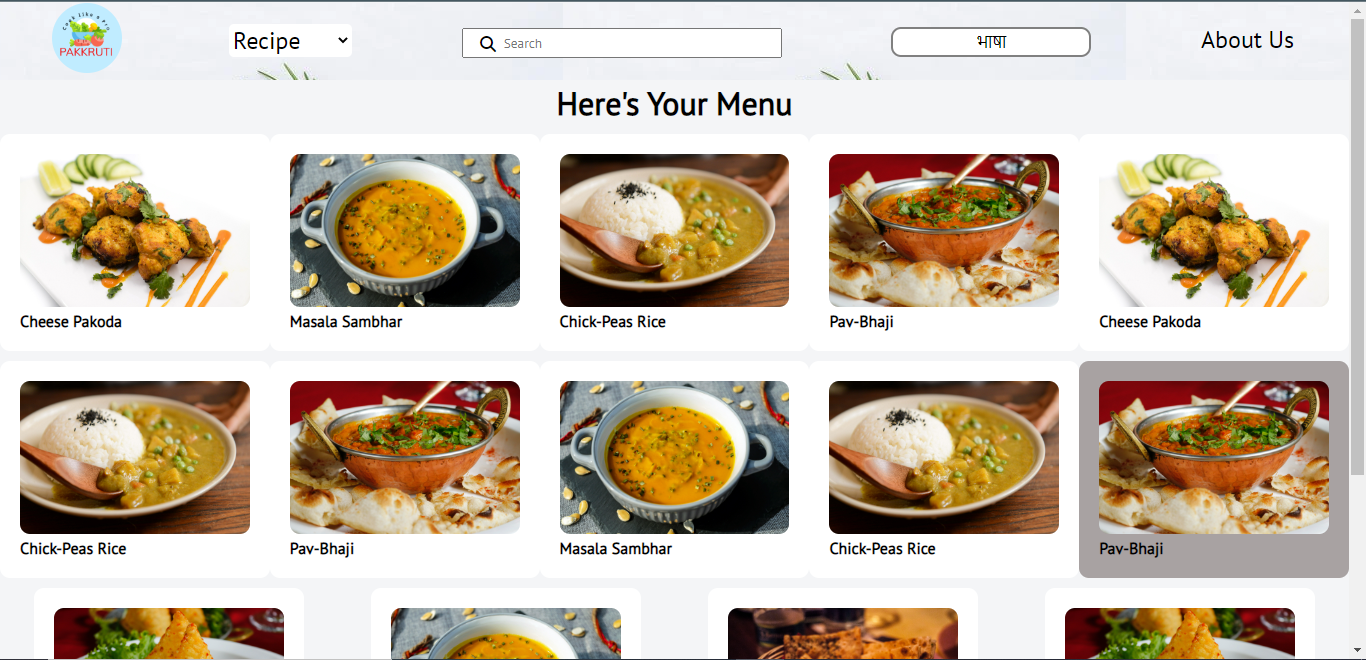 Cook Like a Pro
PAKKRUTI
Recipe
Search
भाषा
About Us
Here's Your Menu
Cheese Pakoda
Masala Sambhar
Chick-Peas Rice
Pav-Bhaji
Cheese Pakoda
Chick-Peas Rice
Pav-Bhaji
Masala Sambhar
Chick-Peas Rice
Pav-Bhaji